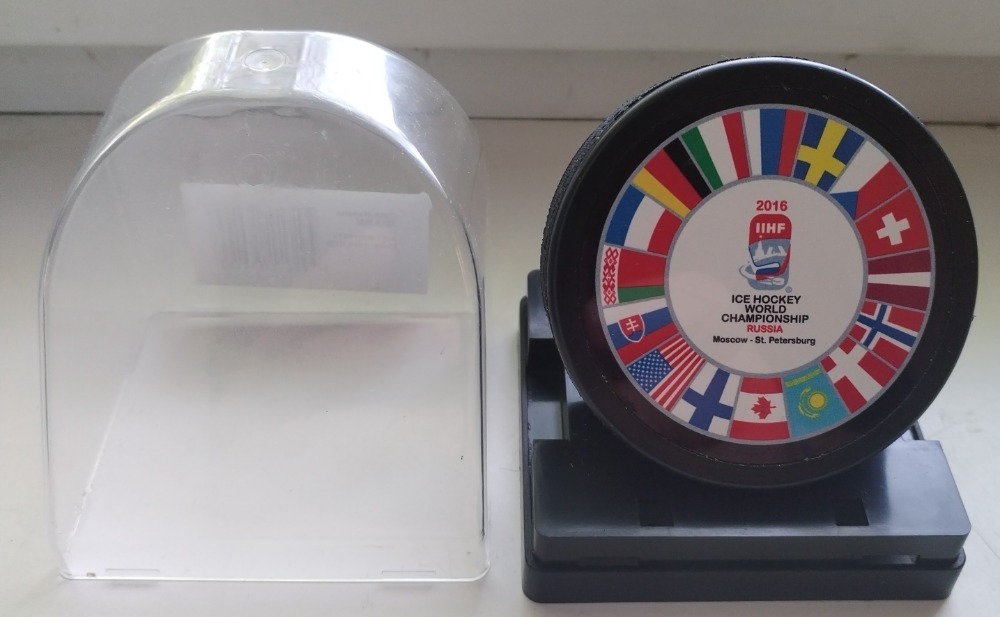 2016
IIHF
ICE HOCKEY
WORLD
CHAMPIONSHIP
RUSSIA
Moscow - St. Petersburg